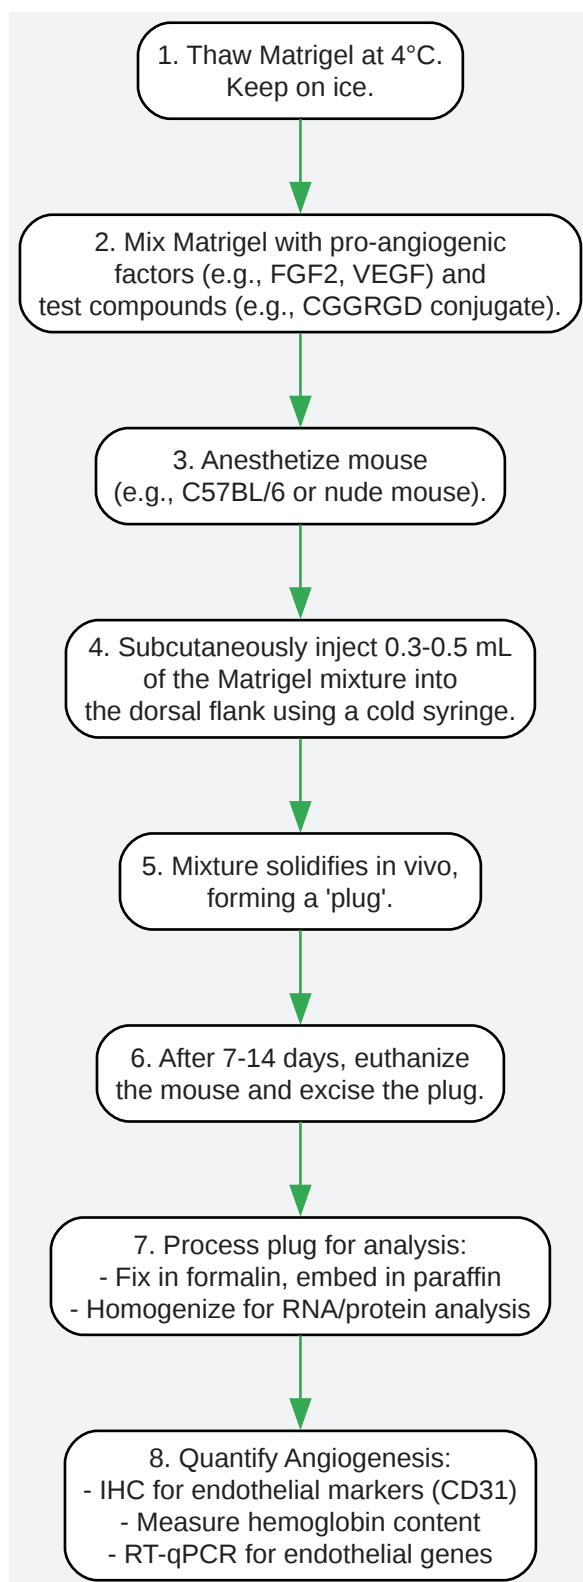 1. Thaw Matrigel at 4°C.
Keep on ice.
2. Mix Matrigel with pro-angiogenic
factors (e.g., FGF2, VEGF) and
test compounds (e.g., CGGRGD conjugate).
3. Anesthetize mouse
(e.g., C57BL/6 or nude mouse).
4. Subcutaneously inject 0.3-0.5 mL
of the Matrigel mixture into
the dorsal flank using a cold syringe.
5. Mixture solidifies in vivo,
forming a 'plug'.
6. After 7-14 days, euthanize
the mouse and excise the plug.
7. Process plug for analysis:
- Fix in formalin, embed in paraffin
- Homogenize for RNA/protein analysis
8. Quantify Angiogenesis:
- IHC for endothelial markers (CD31)
- Measure hemoglobin content
- RT-qPCR for endothelial genes